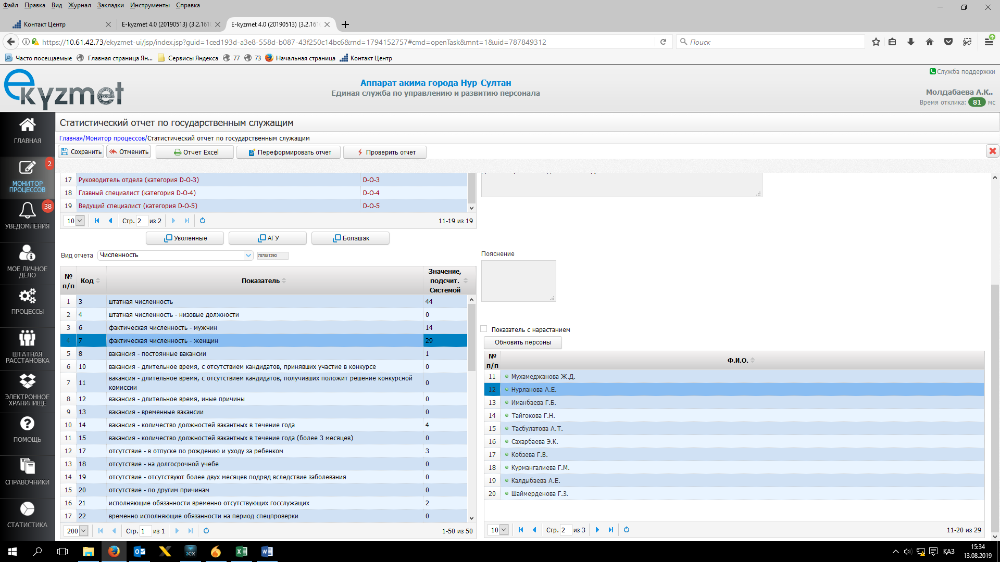 Файл Правка Вид Журнал Закладки Инструменты Справка
Контакт Центр
E-kyzmet 4.0 (20190513) (3.2.161
E-kyzmet 4.0 (20190513) (3.2.161
https://10.61.42.73/ekyzmet-ui/jsp/index.jsp?guid=1ced193d-a3e8-558d-b087-43f250c14bc6&rnd=1794152757#cmd=openTask&mnt=1&uid=787849312
Поиск
Часто посещаемые Главная страница Ян... Сервисы Яндекса 77 73 Начальная страница Контакт Центр
ekyzmet
Аппарат акима города Нур-Султан
Единая служба по управлению и развитию персонала
Служба поддержки
Молдабаева А.К..
Время отклика: 81 мс
ГЛАВНАЯ
2
МОНИТОР ПРОЦЕССОВ
38
УВЕДОМЛЕНИЯ
МОЕ ЛИЧНОЕ ДЕЛО
ПРОЦЕССЫ
ШТАТНАЯ РАССТАНОВКА
ЭЛЕКТРОННОЕ ХРАНИЛИЩЕ
ПОМОЩЬ
СПРАВОЧНИКИ
СТАТИСТИКА
Статистический отчет по государственным служащим
Главная/Монитор процессов/Статистический отчет по государственным служащим
Сохранить Отменить Отчет Excel Переформировать отчет Проверить отчет
17 Руководитель отдела (категория D-O-3) D-O-3
18 Главный специалист (категория D-O-4) D-O-4
19 Ведущий специалист (категория D-O-5) D-O-5
10 Стр. 2 из 2 11-19 из 19
Уволенные АГУ Болашак
Вид отчета Численность 787851290
№ п/п Код Показатель Значение, подсчит. Системой
1 3 штатная численность 44
2 4 штатная численность - низовые должности 0
3 6 фактическая численность - мужчин 14
4 7 фактическая численность - женщин 29
5 8 вакансия - постоянные вакансии 1
6 10 вакансия - длительное время, с отсутствием кандидатов, принявших участие в конкурсе 0
7 11 вакансия - длительное время, с отсутствием кандидатов, получивших положит решение конкурсной комиссии 0
8 12 вакансия - длительное время, иные причины 0
9 13 вакансия - временные вакансии 0
10 14 вакансия - количество должностей вакантных в течение года 4
11 15 вакансия - количество должностей вакантных в течение года (более 3 месяцев) 0
12 17 отсутствие - в отпуске по рождению и уходу за ребенком 3
13 18 отсутствие - на долгосрочной учебе 0
14 19 отсутствие - отсутствуют более двух месяцев подряд вследствие заболевания 0
15 20 отсутствие - по другим причинам 0
16 21 исполняющие обязанности временно отсутствующих госслужащих 2
17 22 временно исполняющие обязанности на период спецпроверки 0
200 Стр. 1 из 1 1-50 из 50
Пояснение
Показатель с нарастанием
Обновить персоны
№ п/п Ф.И.О.
11 Мухамеджанова Ж.Д.
12 Нурланова А.Е.
13 Иманбаева Г.Б.
14 Тайгокова Г.Н.
15 Тасбулатова А.Т.
16 Сахарбаева Э.К.
17 Кобзева Г.В.
18 Курмангалиева Г.М.
19 Калдыбаева А.Е.
20 Шаймерденова Г.З.
10 Стр. 2 из 3 11-20 из 29
3CX
ҚАЗ
15:34
13.08.2019